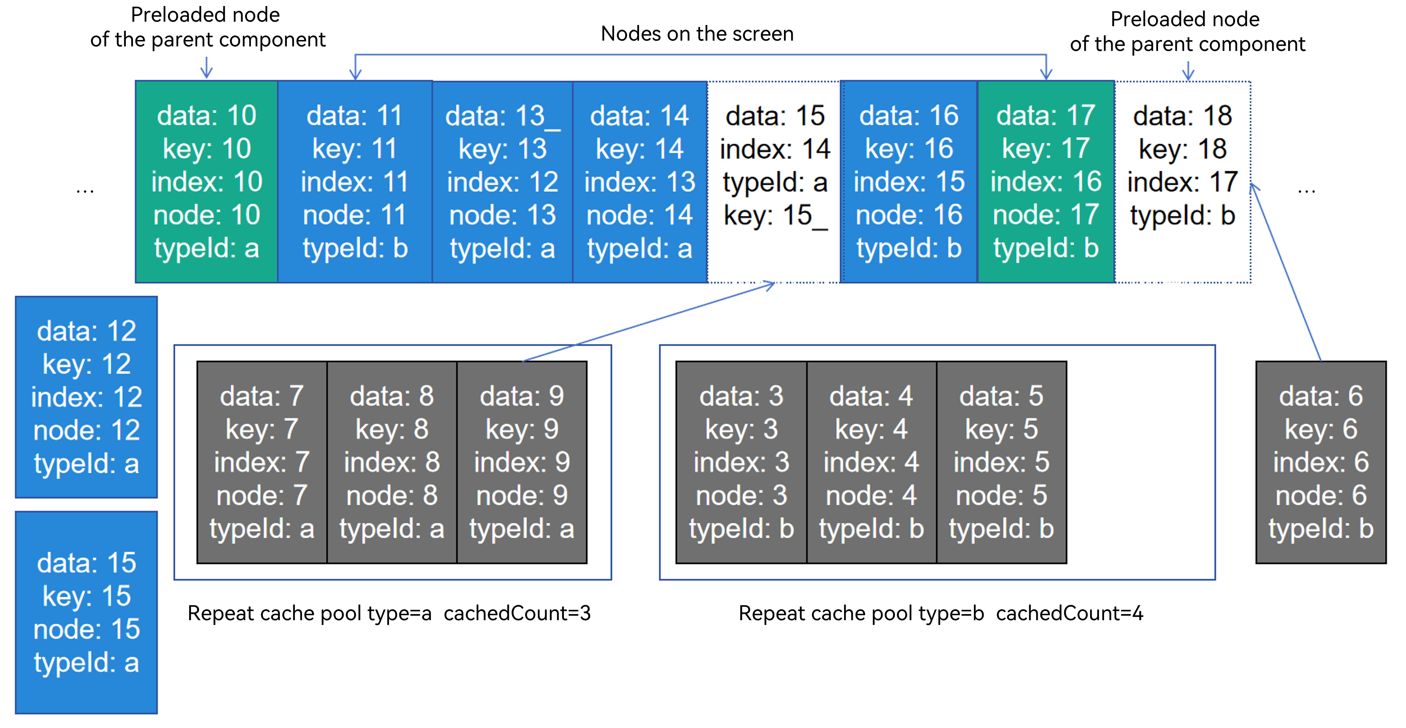 Preloaded node
of the parent component
Nodes on the screen
Preloaded node
of the parent component
...
data: 10
key: 10
index: 10
node: 10
typeId: a
data: 11
key: 11
index: 11
node: 11
typeId: b
data: 13_
key: 13
index: 12
node: 13
typeId: a
data: 14
key: 14
index: 13
node: 14
typeId: a
data: 15
index: 14
typeId: a
key: 15_
data: 16
key: 16
index: 15
node: 16
typeId: b
data: 17
key: 17
index: 16
node: 17
typeId: b
data: 18
key: 18
index: 17
typeId: b
...
data: 12
key: 12
index: 12
node: 12
typeId: a
data: 15
key: 15
node: 15
typeId: a
data: 7
key: 7
index: 7
node: 7
typeId: a
data: 8
key: 8
index: 8
node: 8
typeId: a
data: 9
key: 9
index: 9
node: 9
typeId: a
Repeat cache pool type=a cachedCount=3
data: 3
key: 3
index: 3
node: 3
typeId: b
data: 4
key: 4
index: 4
node: 4
typeId: b
data: 5
key: 5
index: 5
node: 5
typeId: b
Repeat cache pool type=b cachedCount=4
data: 6
key: 6
index: 6
node: 6
typeId: b